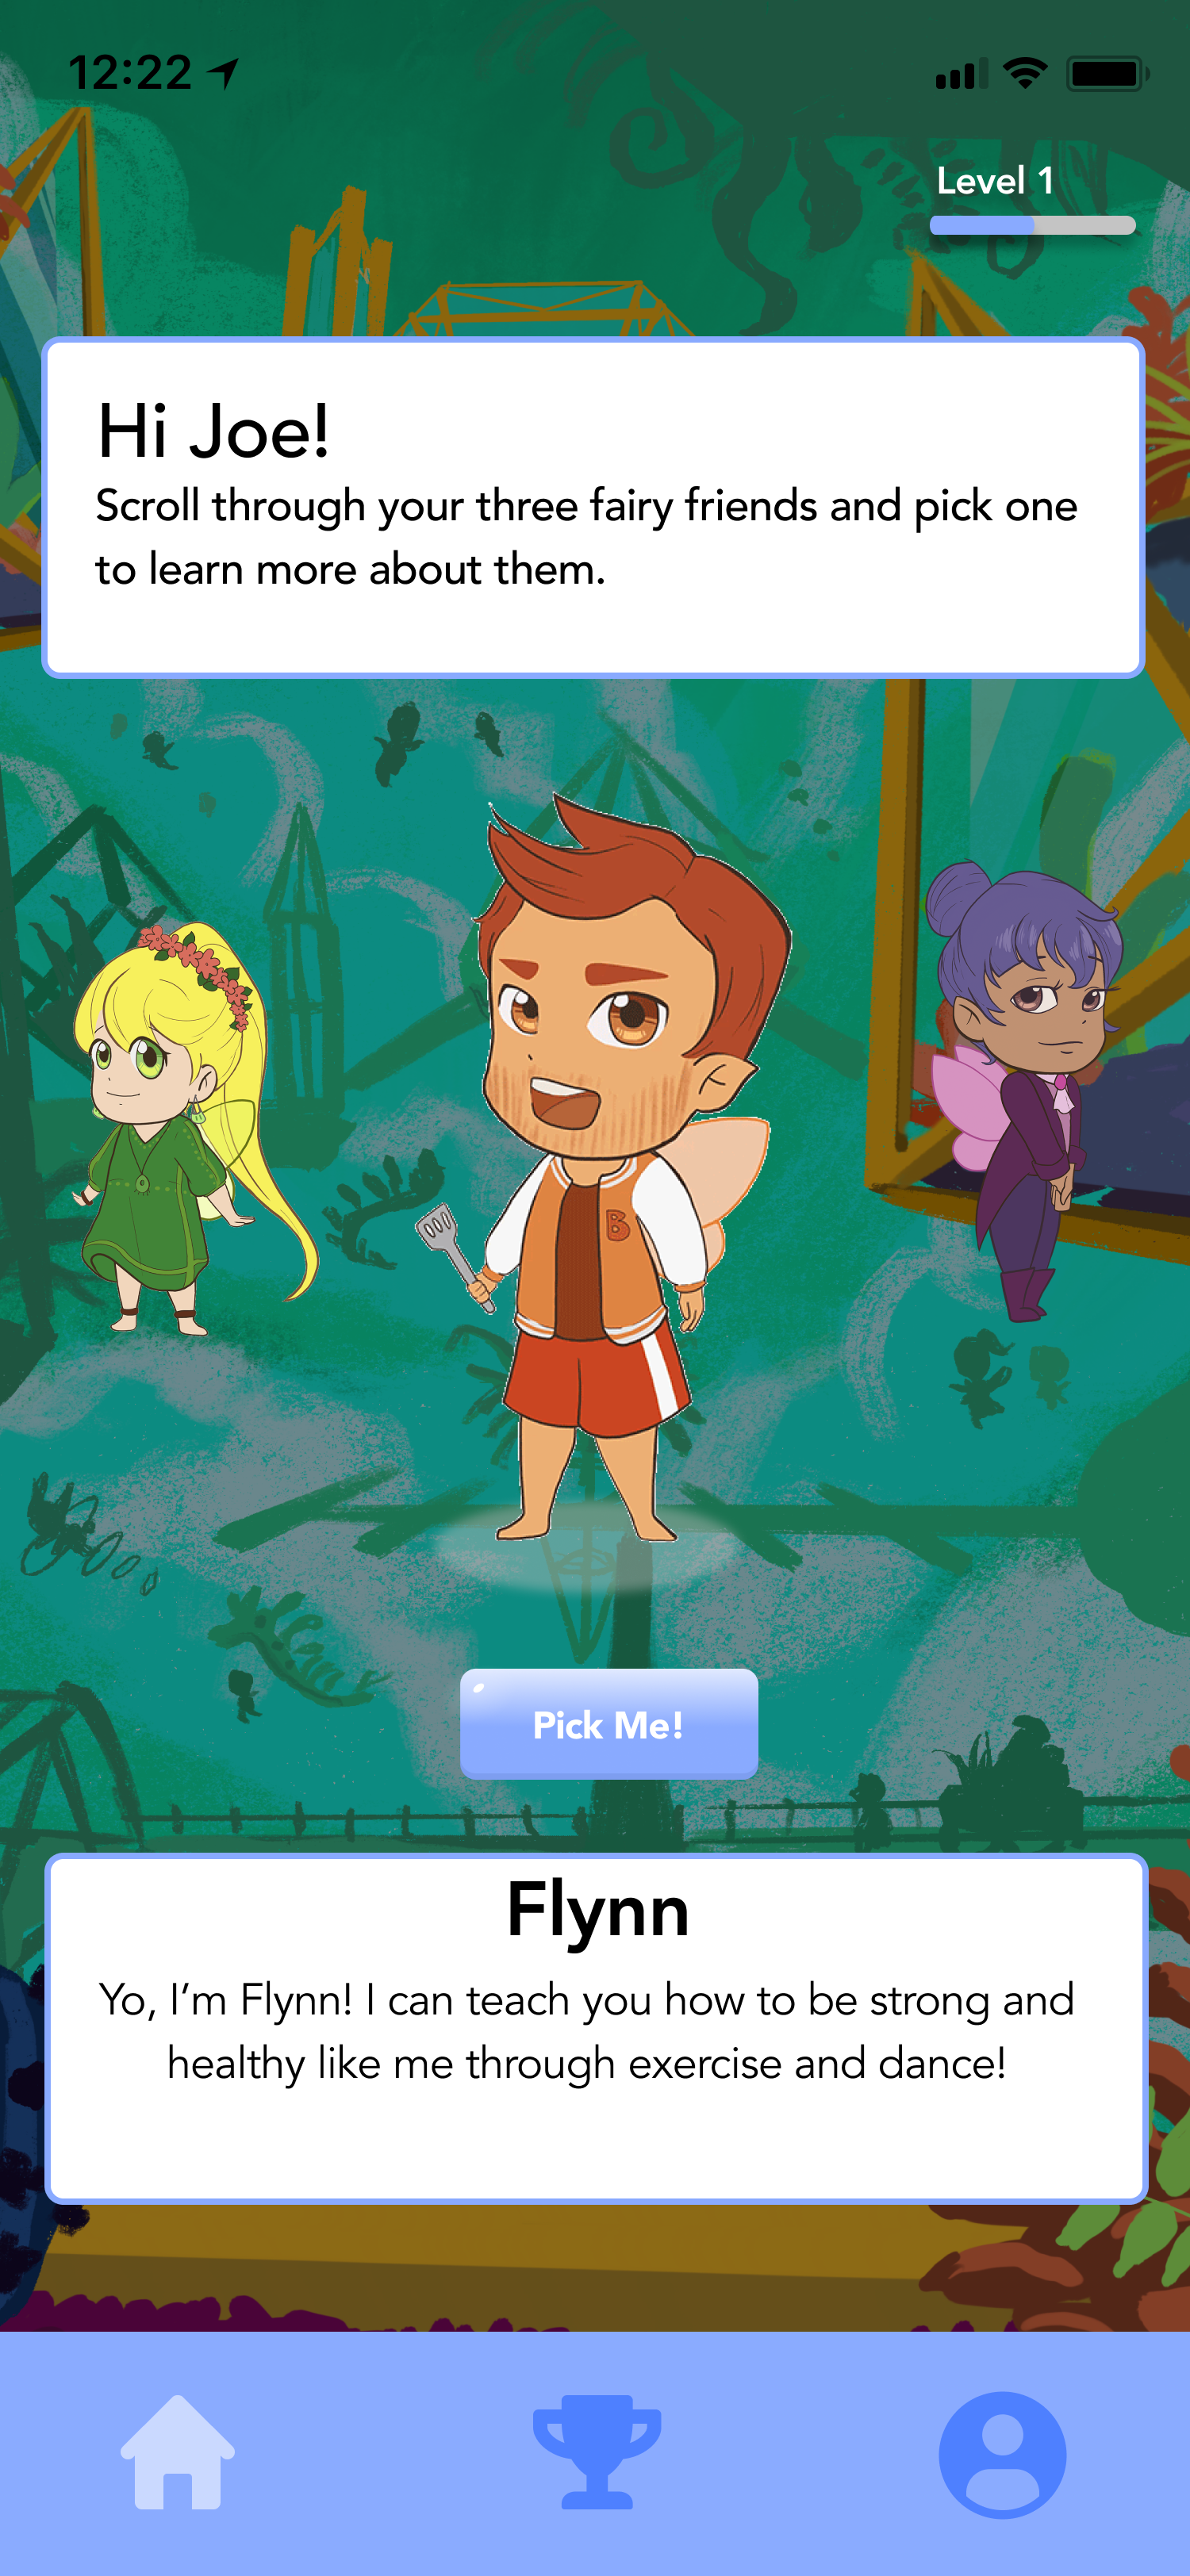 12:22
Level 1
Hi Joe!
Scroll through your three fairy friends and pick one
to learn more about them.
B
Pick Me!
Flynn
Yo, I’m Flynn! I can teach you how to be strong and
healthy like me through exercise and dance!